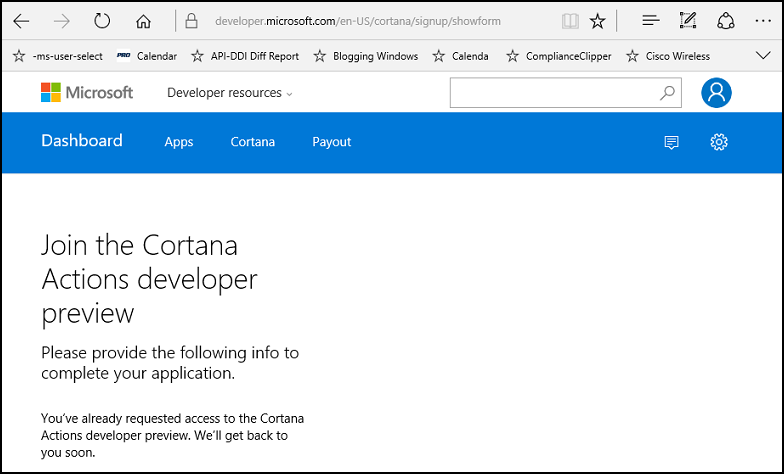 developer.microsoft.com/en-US/cortana/signup/showform
-ms-user-select PRO Calendar API-DDI Diff Report Blogging Windows Calenda ComplianceClipper Cisco Wireless
Microsoft Developer resources
Dashboard Apps Cortana Payout
Join the Cortana
Actions developer
preview
Please provide the following info to
complete your application.
You've already requested access to the Cortana
Actions developer preview. We'll get back to
you soon.